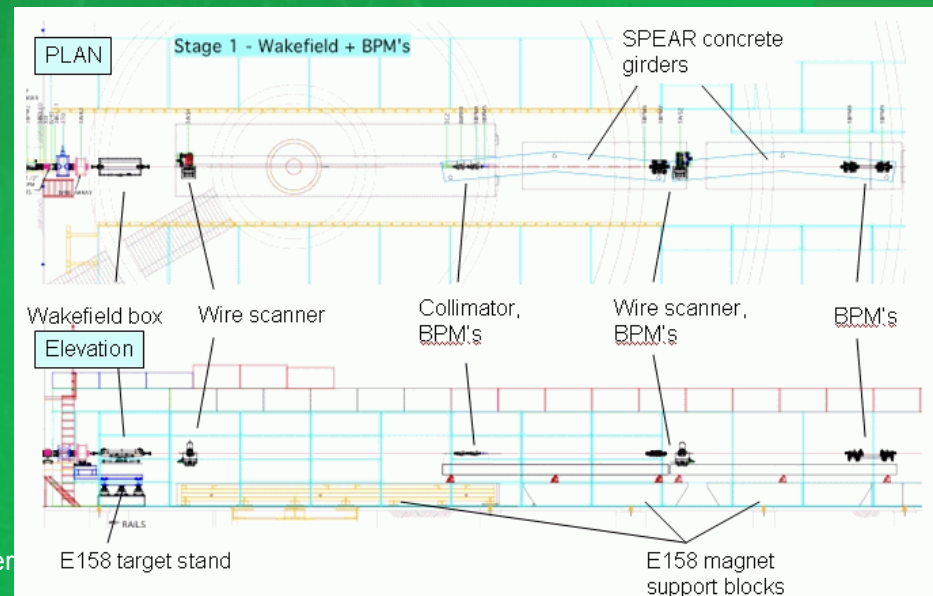 PLAN
Stage 1 - Wakefield + BPM's
SPEAR concrete
girders
Wakefield box
Wire scanner
Collimator,
BPM's
Wire scanner,
BPM's
BPM's
Elevation
RAILS
er
E158 target stand
E158 magnet
support blocks